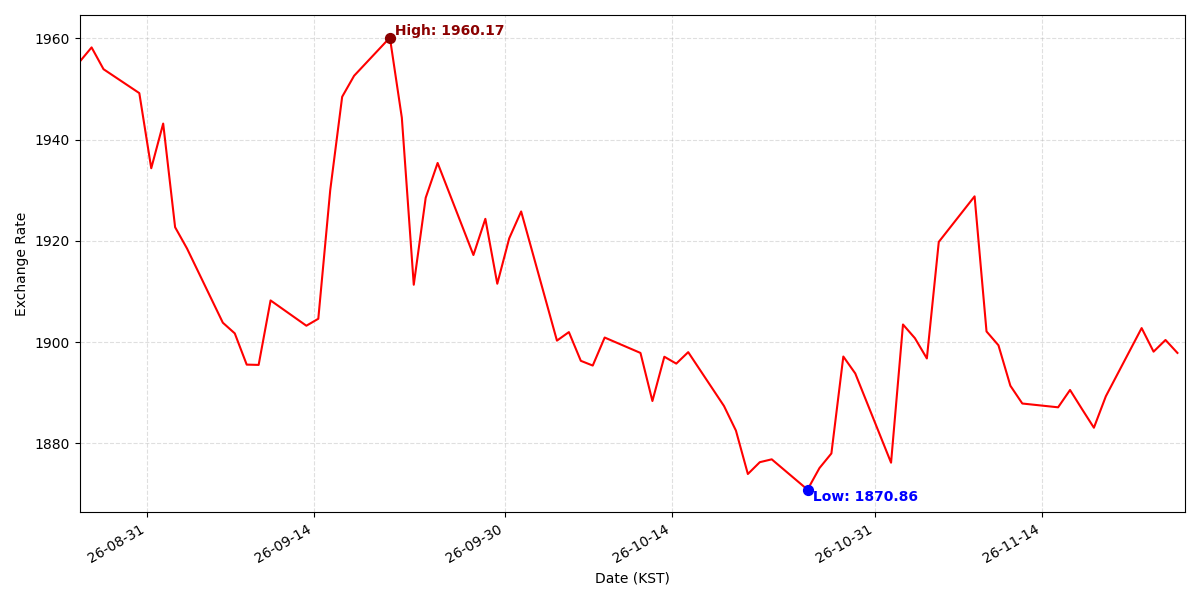 High: 1960.17
1960
1940
1920
1900
1880
Exchange Rate
Low: 1870.86
26-08-31
26-09-14
26-09-30
26-10-14
26-10-31
26-11-14
Date (KST)